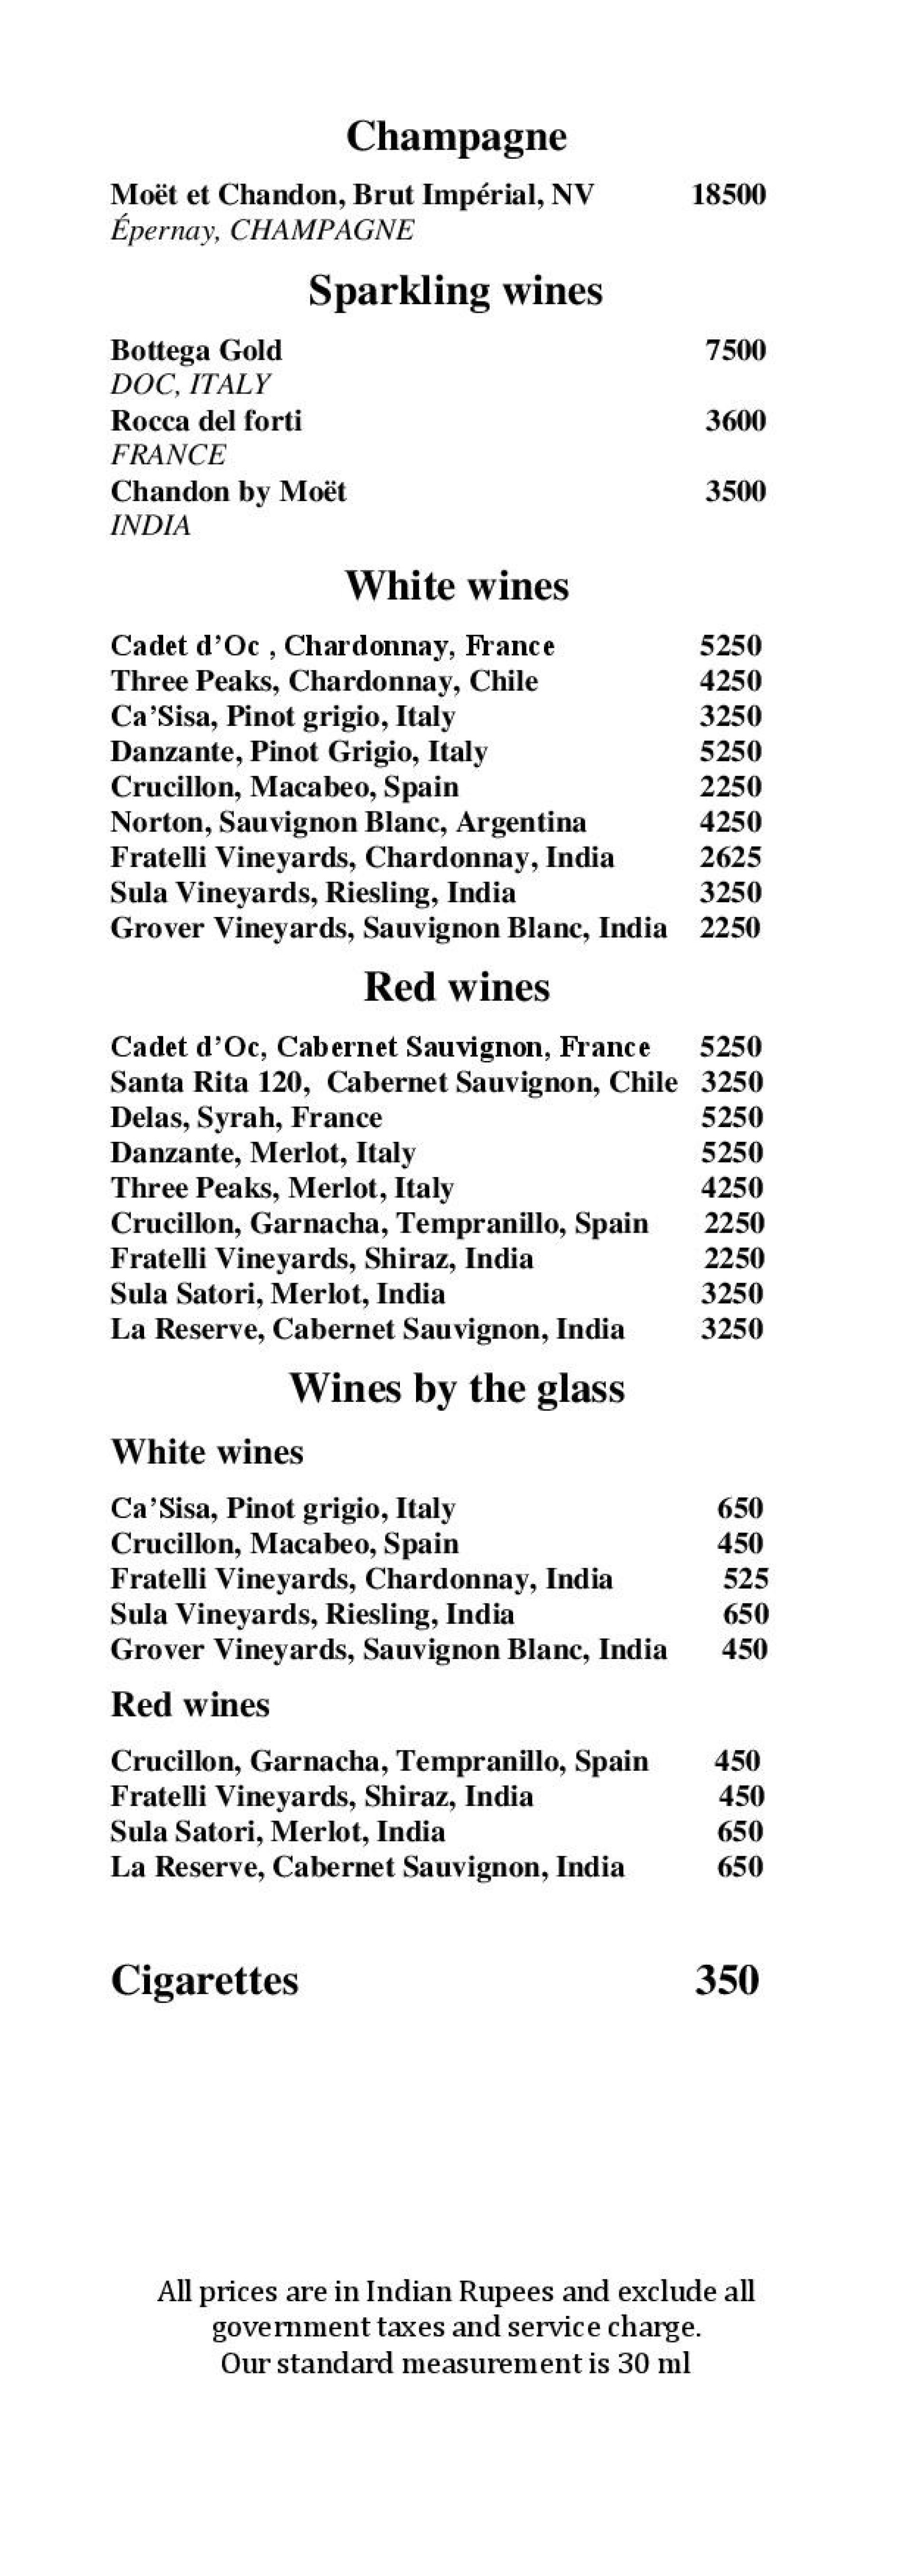 Champagne
Moët et Chandon, Brut Impérial, NV 18500
Épernay, CHAMPAGNE
Sparkling wines
Bottega Gold 7500
DOC, ITALY
Rocca del forti 3600
FRANCE
Chandon by Moët 3500
INDIA
White wines
Cadet d’Oc , Chardonnay, France 5250
Three Peaks, Chardonnay, Chile 4250
Ca’Sisa, Pinot grigio, Italy 3250
Danzante, Pinot Grigio, Italy 5250
Crucillon, Macabeo, Spain 2250
Norton, Sauvignon Blanc, Argentina 4250
Fratelli Vineyards, Chardonnay, India 2625
Sula Vineyards, Riesling, India 3250
Grover Vineyards, Sauvignon Blanc, India 2250
Red wines
Cadet d’Oc, Cabernet Sauvignon, France 5250
Santa Rita 120, Cabernet Sauvignon, Chile 3250
Delas, Syrah, France 5250
Danzante, Merlot, Italy 5250
Three Peaks, Merlot, Italy 4250
Crucillon, Garnacha, Tempranillo, Spain 2250
Fratelli Vineyards, Shiraz, India 2250
Sula Satori, Merlot, India 3250
La Reserve, Cabernet Sauvignon, India 3250
Wines by the glass
White wines
Ca’Sisa, Pinot grigio, Italy 650
Crucillon, Macabeo, Spain 450
Fratelli Vineyards, Chardonnay, India 525
Sula Vineyards, Riesling, India 650
Grover Vineyards, Sauvignon Blanc, India 450
Red wines
Crucillon, Garnacha, Tempranillo, Spain 450
Fratelli Vineyards, Shiraz, India 450
Sula Satori, Merlot, India 650
La Reserve, Cabernet Sauvignon, India 650
Cigarettes 350
All prices are in Indian Rupees and exclude all
government taxes and service charge.
Our standard measurement is 30 ml